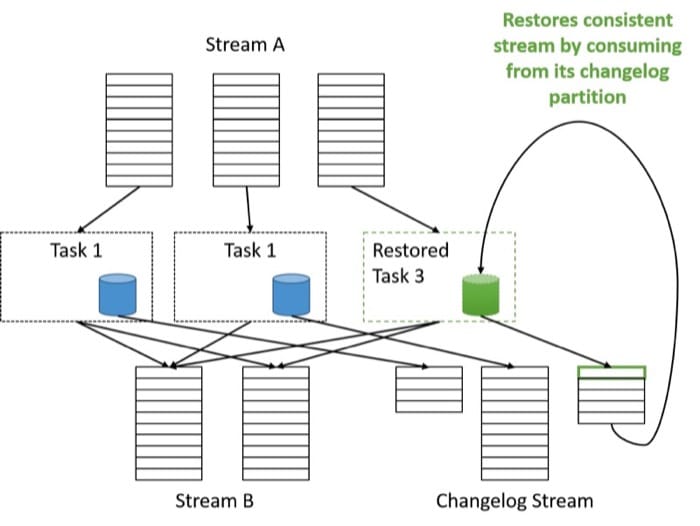 Restores consistent
stream by consuming
from its changelog
partition
Stream A
Task 1
Task 1
Restored
Task 3
Stream B
Changelog Stream